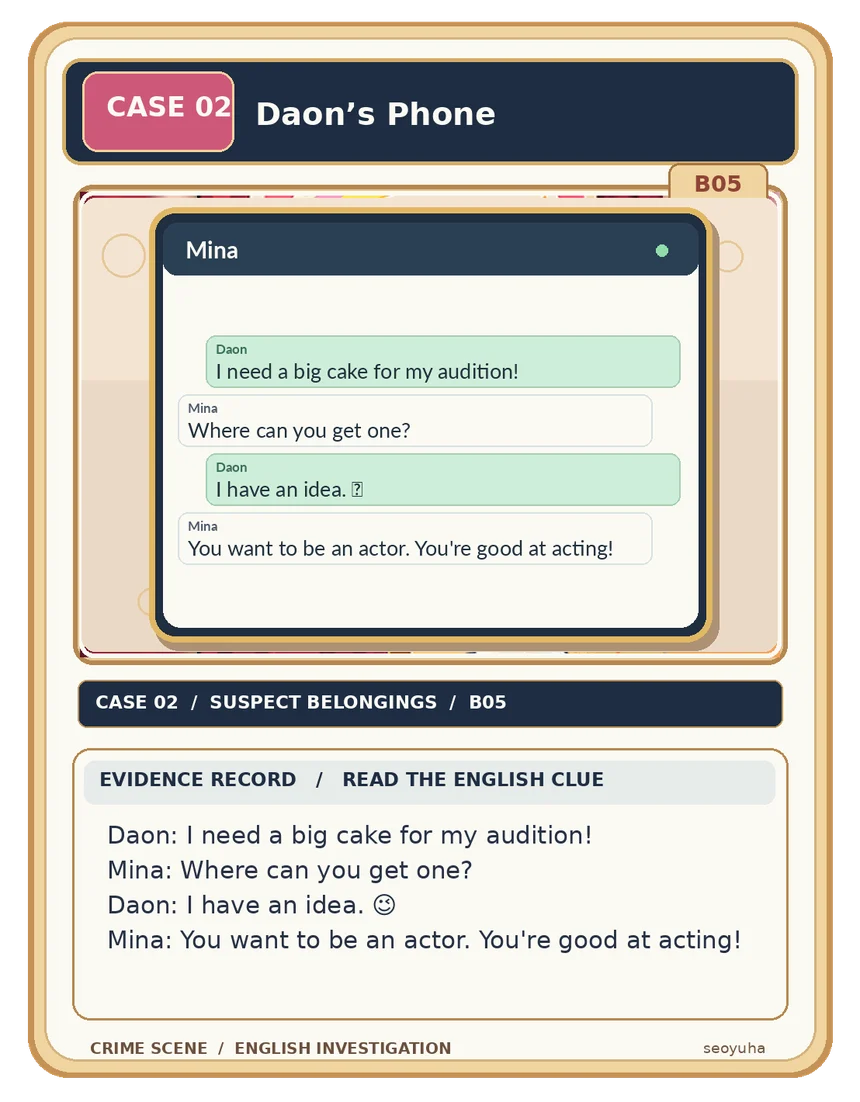 CASE 02
Daon’s Phone
B05
Mina
Daon
I need a big cake for my audition!
Mina
Where can you get one?
Daon
I have an idea.
Mina
You want to be an actor. You're good at acting!
CASE 02 / SUSPECT BELONGINGS / B05
EVIDENCE RECORD / READ THE ENGLISH CLUE
Daon: I need a big cake for my audition!
Mina: Where can you get one?
Daon: I have an idea. 😉
Mina: You want to be an actor. You're good at acting!
CRIME SCENE / ENGLISH INVESTIGATION
seoyuha